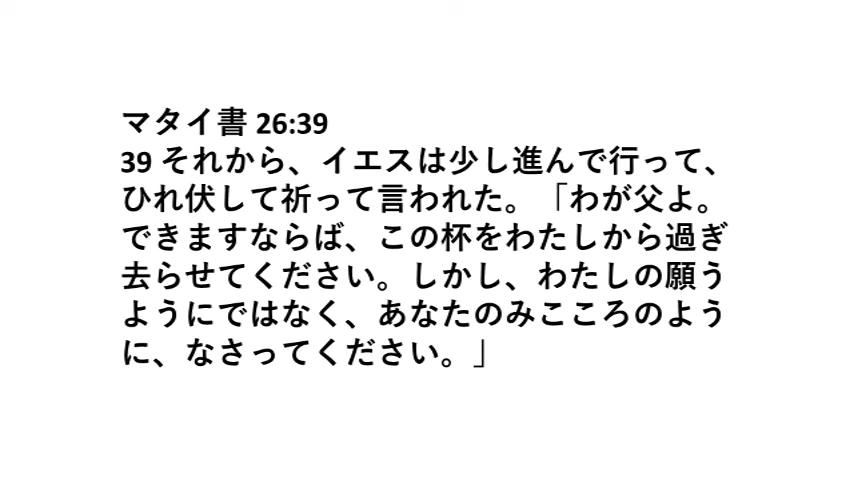 マタイ書 26:39
39 それから、イエスは少し進んで行って、
ひれ伏して祈って言われた。「わが父よ。
できますならば、この杯をわたしから過ぎ
去らせてください。しかし、わたしの願う
ようにではなく、あなたのみこころのよう
に、なさってください。」